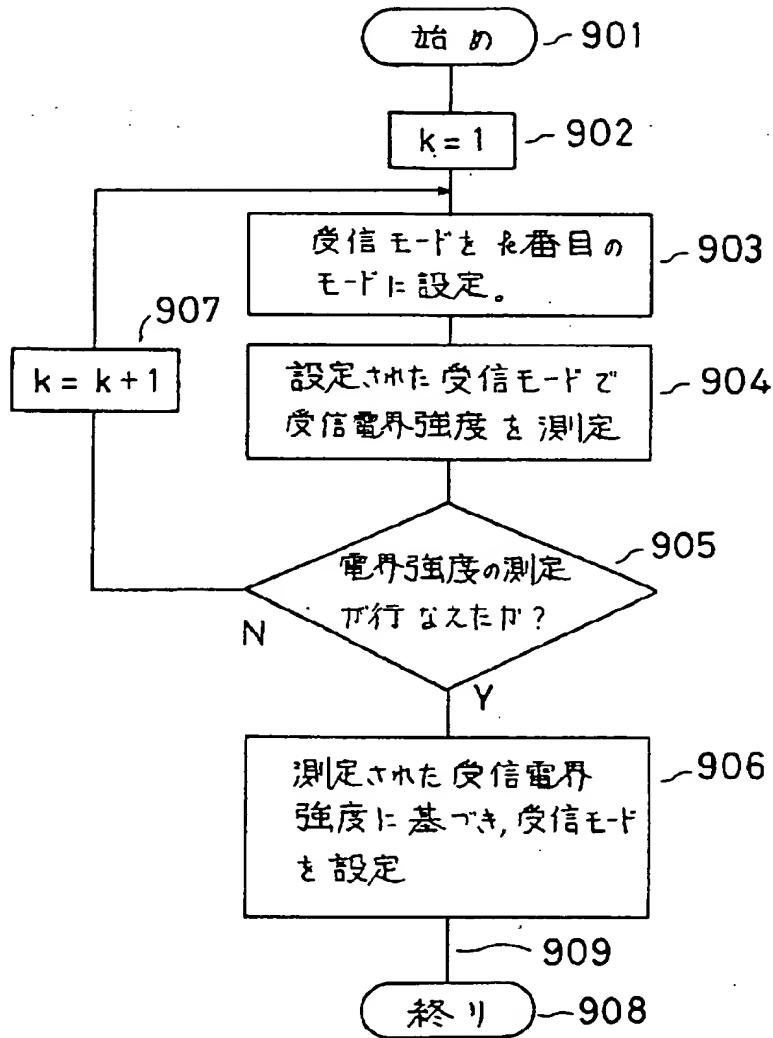 始め
901
k = 1
902
受信モードをk番目の
モードに設定。
903
907
k = k + 1
設定された受信モードで
受信電界強度を測定
904
電界強度の測定
が行なえたか?
905
N
Y
測定された受信電界
強度に基づき,受信モード
を設定
906
909
終り
908